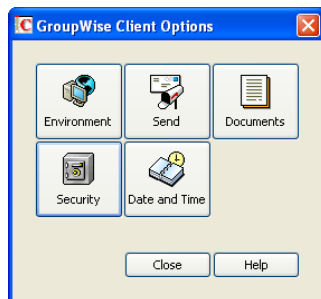 GroupWise Client Options
Environment
Send
Documents
Security
Date and Time
Close
Help